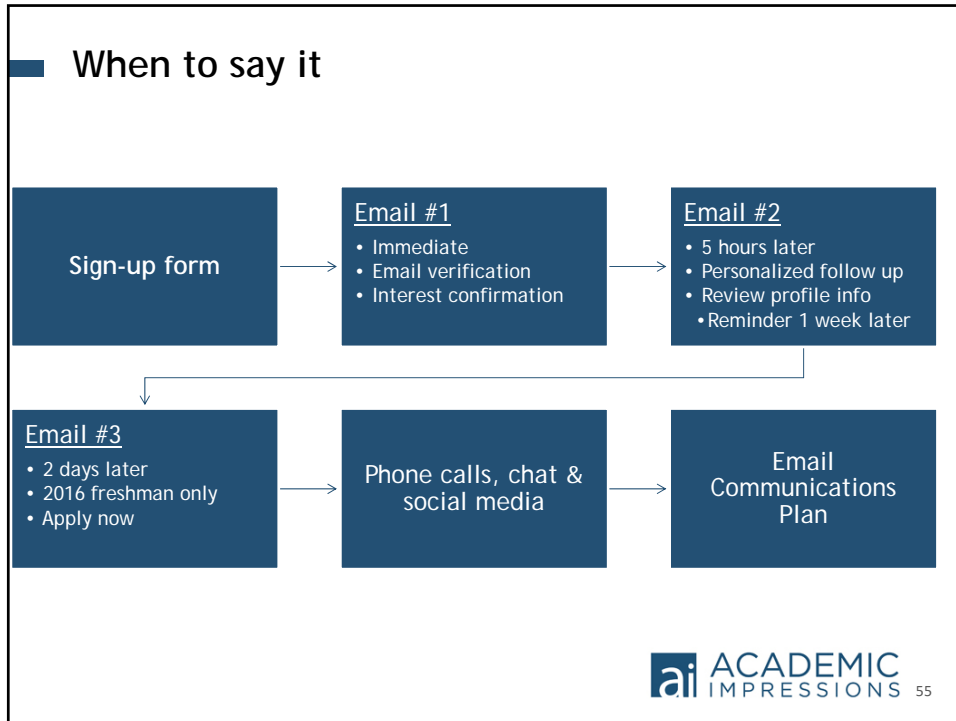 When to say it
Sign-up form
Email #1
• Immediate
• Email verification
• Interest confirmation
Email #2
• 5 hours later
• Personalized follow up
• Review profile info
• Reminder 1 week later
Email #3
• 2 days later
• 2016 freshman only
• Apply now
Phone calls, chat &
social media
Email
Communications
Plan
ai ACADEMIC
IMPRESSIONS
55